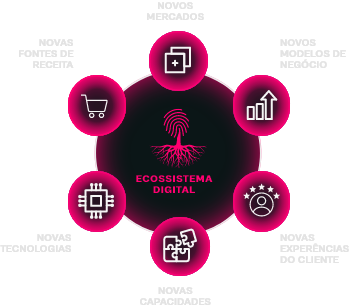 NOVOS
MERCADOS
NOVAS
FONTES DE
RECEITA
NOVOS
MODELOS DE
NEGÓCIO
ECOSSISTEMA
DIGITAL
NOVAS
TECNOLOGIAS
NOVAS
EXPERÊNCIAS
DO CLIENTE
NOVAS
CAPACIDADES